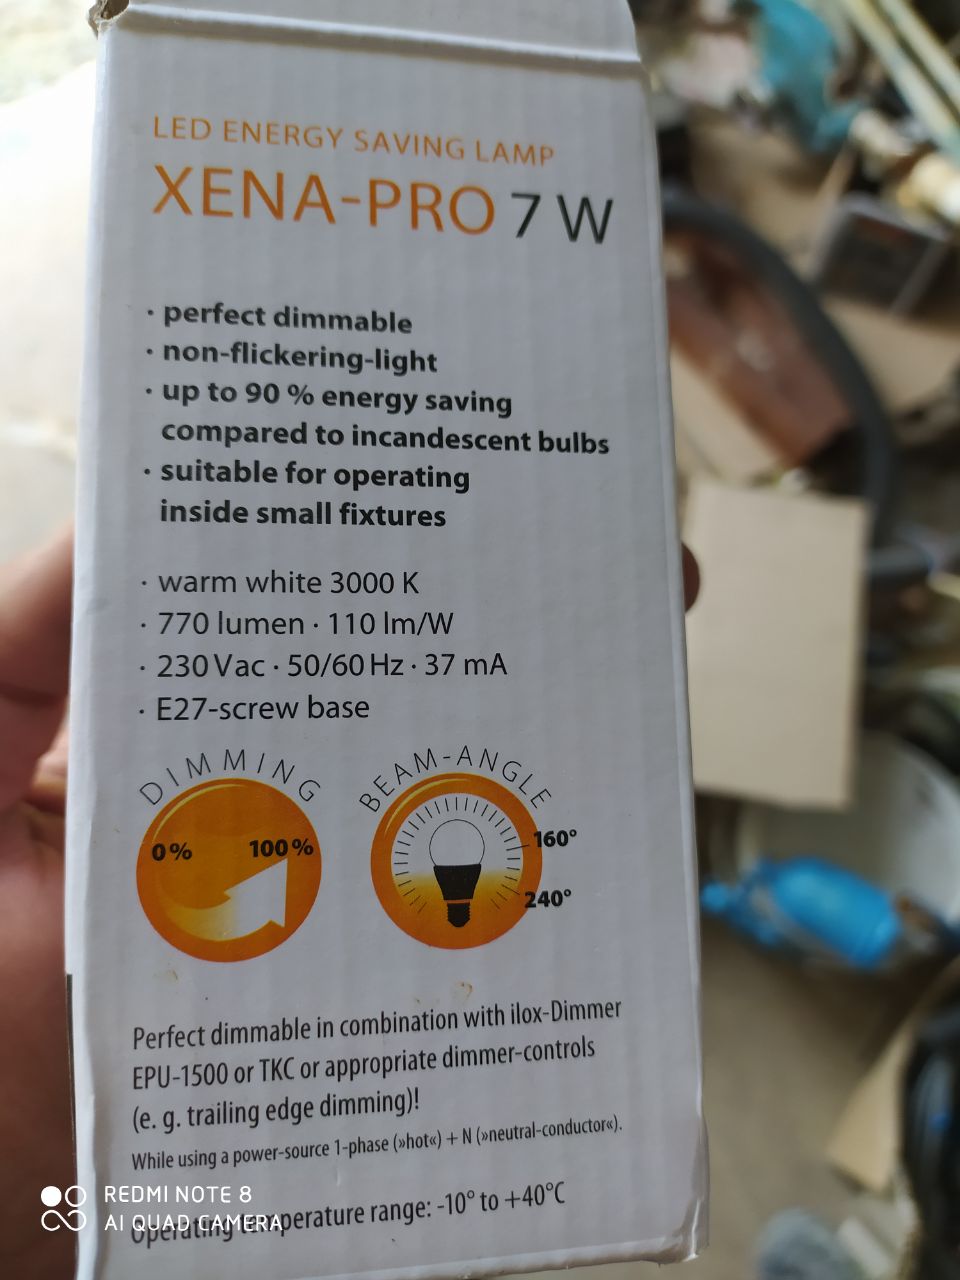 LED ENERGY SAVING LAMP
XENA-PRO 7 W
· perfect dimmable
· non-flickering-light
· up to 90 % energy saving
compared to incandescent bulbs
· suitable for operating
inside small fixtures
· warm white 3000 K
· 770 lumen · 110 lm/W
· 230 Vac · 50/60 Hz · 37 mA
· E27-screw base
DIMMING
0% 100%
BEAM-ANGLE
160°
240°
Perfect dimmable in combination with ilox-Dimmer
EPU-1500 or TKC or appropriate dimmer-controls
(e. g. trailing edge dimming)!
While using a power-source 1-phase (»hot«) + N (»neutral-conductor«).
Operating temperature range: -10° to +40°C
REDMI NOTE 8
AI QUAD CAMERA